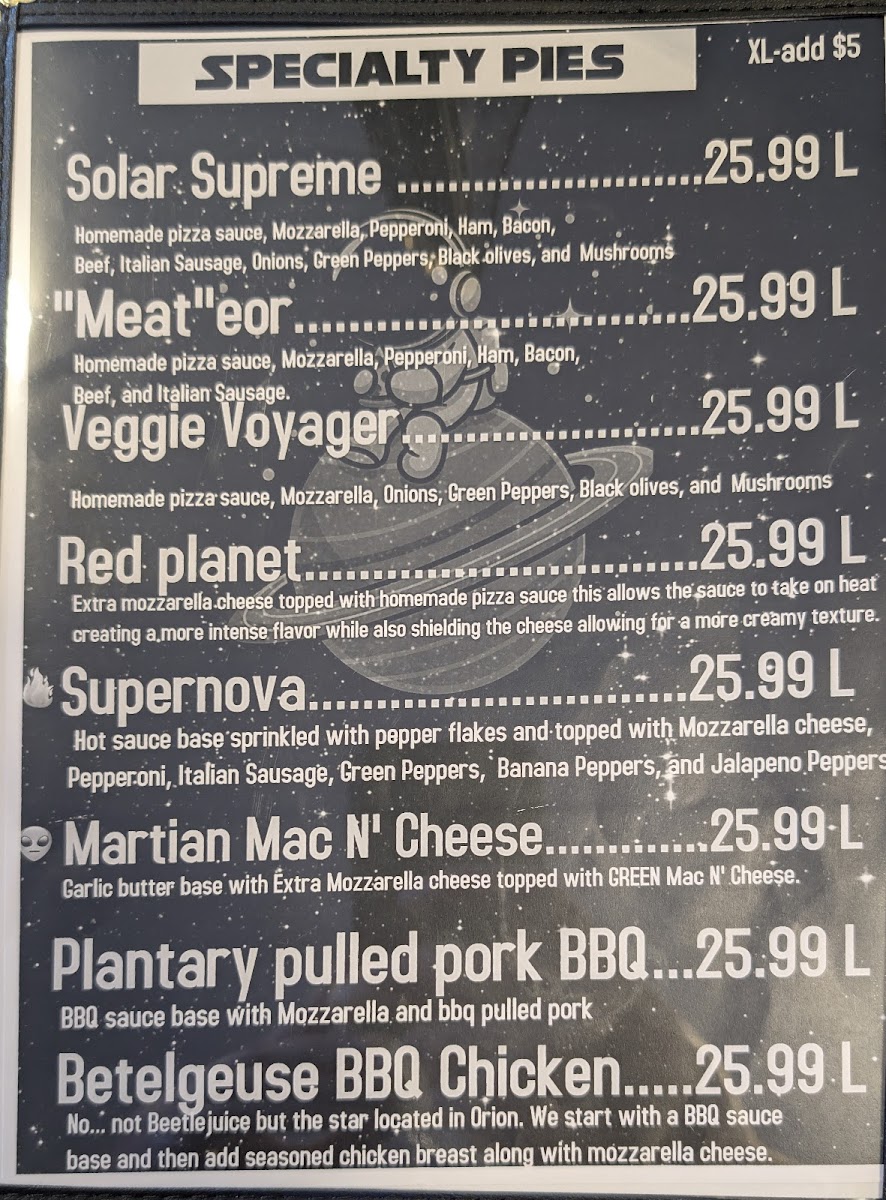 SPECIALTY PIES
XL-add $5
Solar Supreme ........................25.99 L
Homemade pizza sauce, Mozzarella, Pepperoni, Ham, Bacon,
Beef, Italian Sausage, Onions, Green Peppers, Black olives, and Mushrooms
"Meat"eor...............................25.99 L
Homemade pizza sauce, Mozzarella, Pepperoni, Ham, Bacon,
Beef, and Italian Sausage.
Veggie Voyager........................25.99 L
Homemade pizza sauce, Mozzarella, Onions, Green Peppers, Black olives, and Mushrooms
Red planet...............................25.99 L
Extra mozzarella cheese topped with homemade pizza sauce this allows the sauce to take on heat
creating a more intense flavor while also shielding the cheese allowing for a more creamy texture.
Supernova..............................25.99 L
Hot sauce base sprinkled with pepper flakes and topped with Mozzarella cheese,
Pepperoni, Italian Sausage, Green Peppers, Banana Peppers, and Jalapeno Peppers
Martian Mac N' Cheese.............25.99 L
Garlic butter base with Extra Mozzarella cheese topped with GREEN Mac N' Cheese.
Plantary pulled pork BBQ...25.99 L
BBQ sauce base with Mozzarella and bbq pulled pork
Betelgeuse BBQ Chicken.....25.99 L
No... not Beetlejuice but the star located in Orion. We start with a BBQ sauce
base and then add seasoned chicken breast along with mozzarella cheese.